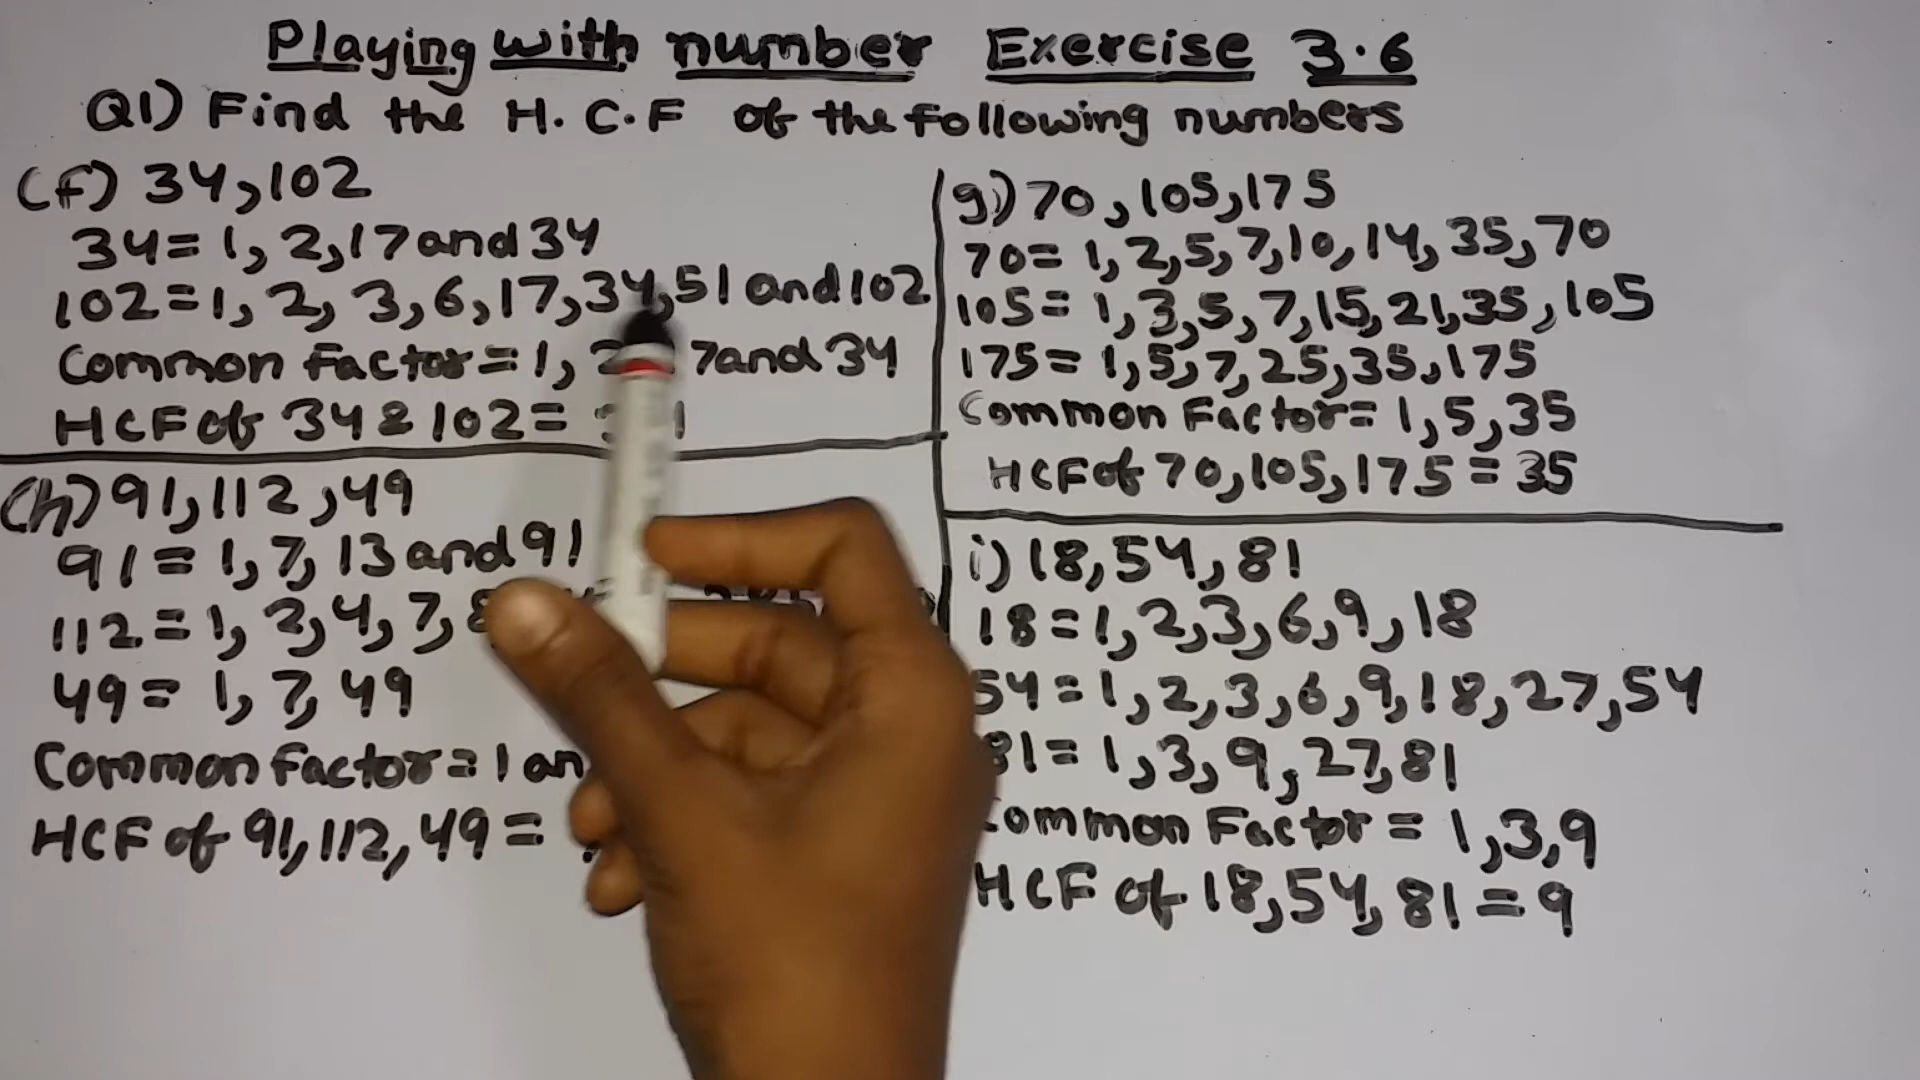 Playing with number Exercise 3.6
Q1) Find the H.C.F of the following numbers
(f) 34,102
34= 1, 2, 17 and 34
102=1, 2, 3, 6, 17, 34, 51 and 102
Common Factor = 1, 2 7 and 34
HCF of 34 & 102 =
(h) 91, 112, 49
91= 1, 7, 13 and 91
112=1, 2, 4, 7, 8
49= 1, 7, 49
Common Factor = 1 an
HCF of 91, 112, 49 =
g) 70, 105, 175
70= 1, 2, 5, 7, 10, 14, 35, 70
105= 1, 3, 5, 7, 15, 21, 35, 105
175= 1, 5, 7, 25, 35, 175
Common Factor= 1, 5, 35
HCF of 70, 105, 175 = 35
i) 18, 54, 81
18=1, 2, 3, 6, 9, 18
54=1, 2, 3, 6, 9, 18, 27, 54
81= 1, 3, 9, 27, 81
Common Factor = 1, 3, 9
HCF of 18, 54, 81 = 9